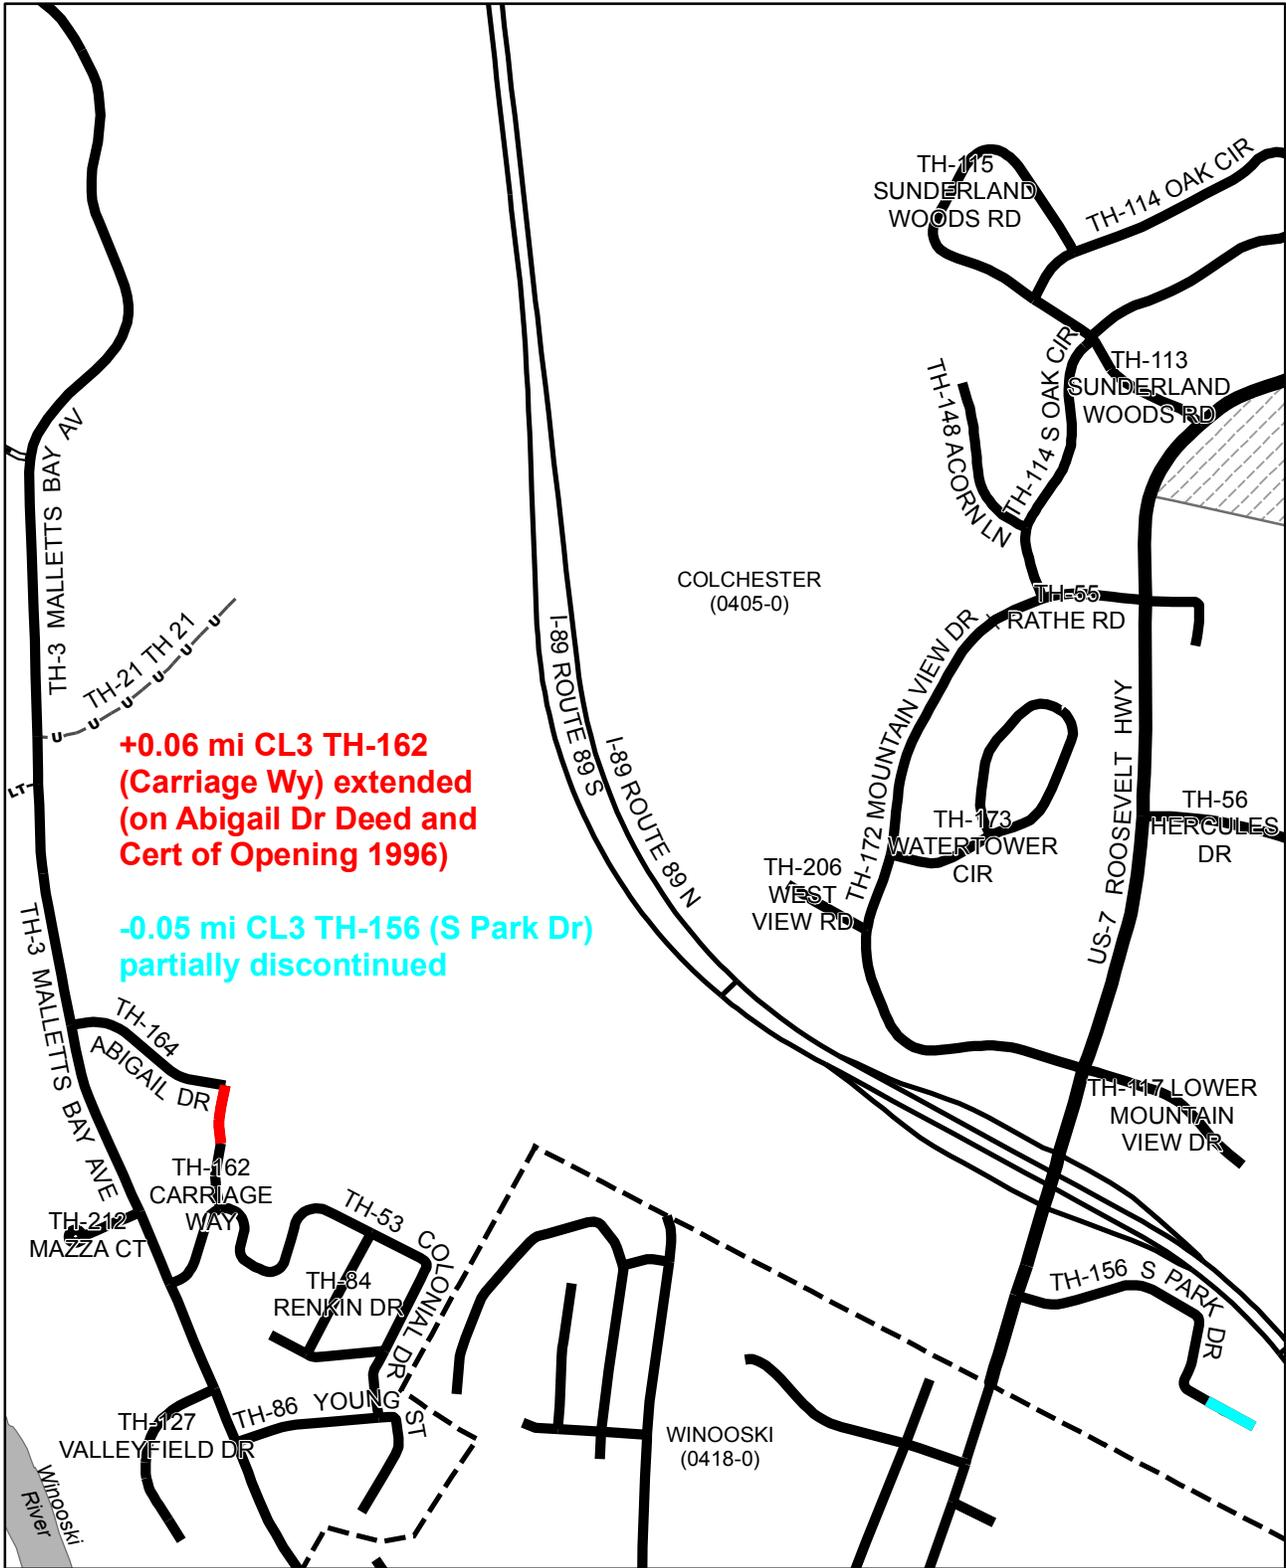 TH-115
SUNDERLAND
WOODS RD
TH-114 OAK CIR
TH-113
SUNDERLAND
WOODS RD
TH-114 S OAK CIR
TH-148 ACORN LN
TH-3 MALLETTS BAY AV
COLCHESTER
(0405-0)
TH-55
RATHE RD
TH-21 TH 21
U
U
U
U
U
U
I-89 ROUTE 89 S
I-89 ROUTE 89 N
TH-172 MOUNTAIN VIEW DR
US-7 ROOSEVELT HWY
+0.06 mi CL3 TH-162
(Carriage Wy) extended
(on Abigail Dr Deed and
Cert of Opening 1996)
LT
TH-56
HERCULES
DR
TH-173
WATERTOWER
CIR
TH-206
WEST
VIEW RD
-0.05 mi CL3 TH-156 (S Park Dr)
partially discontinued
TH-3 MALLETTS BAY AVE
TH-164
ABIGAIL DR
TH-117 LOWER
MOUNTAIN
VIEW DR
TH-162
CARRIAGE
WAY
TH-212
MAZZA CT
TH-53 COLONIAL DR
TH-84
RENKIN DR
TH-156 S PARK DR
TH-86 YOUNG ST
TH-127
VALLEYFIELD DR
WINOOSKI
(0418-0)
Winooski
River